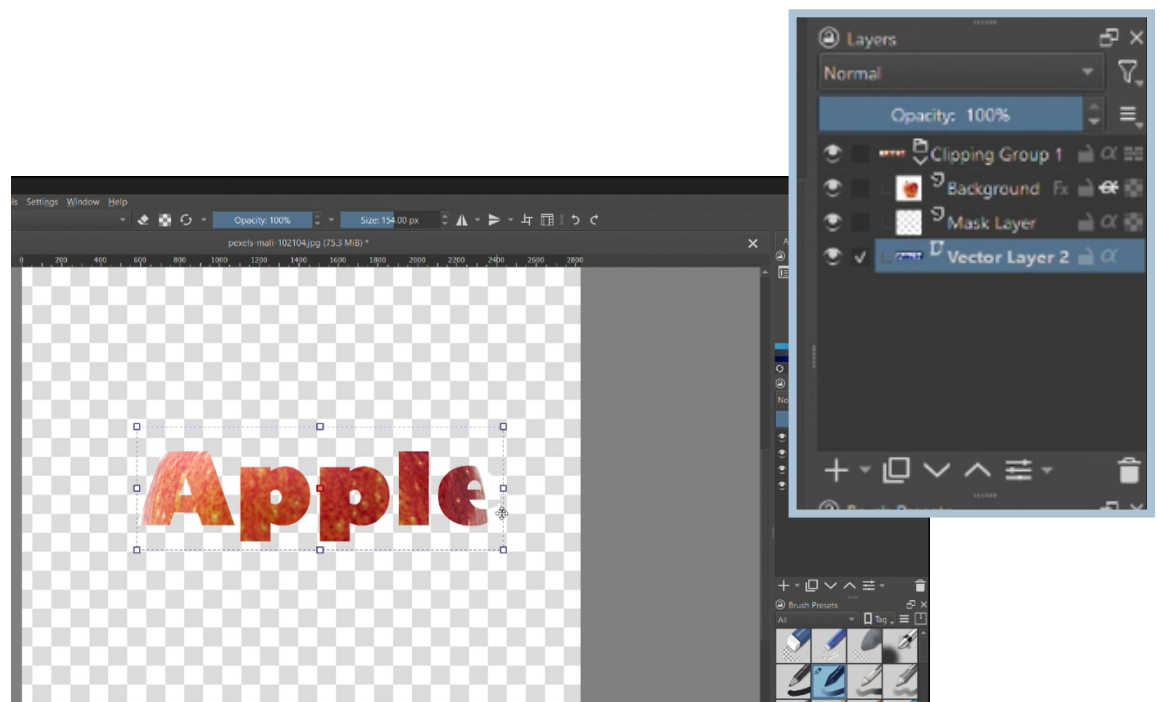 Layers
Normal
Opacity: 100%
Clipping Group 1
Background Fx
Mask Layer
Vector Layer 2
Settings Window Help
Opacity: 100% Size: 154.00 px
pexels-mali-102104.jpg (75.3 MiB) *
0 200 400 600 800 1000 1200 1400 1600 1800 2000 2200 2400 2600 2800
Apple
Brush Presets
All Tag